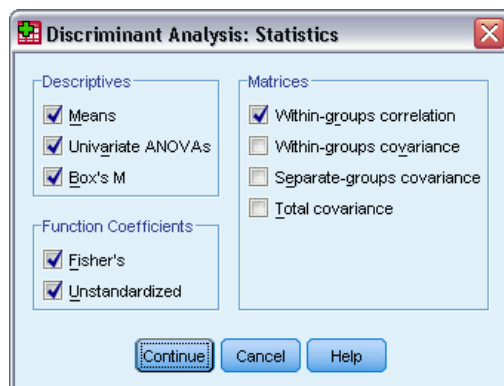 Discriminant Analysis: Statistics
Descriptives
Means
Univariate ANOVAs
Box's M
Function Coefficients
Fisher's
Unstandardized
Matrices
Within-groups correlation
Within-groups covariance
Separate-groups covariance
Total covariance
Continue
Cancel
Help